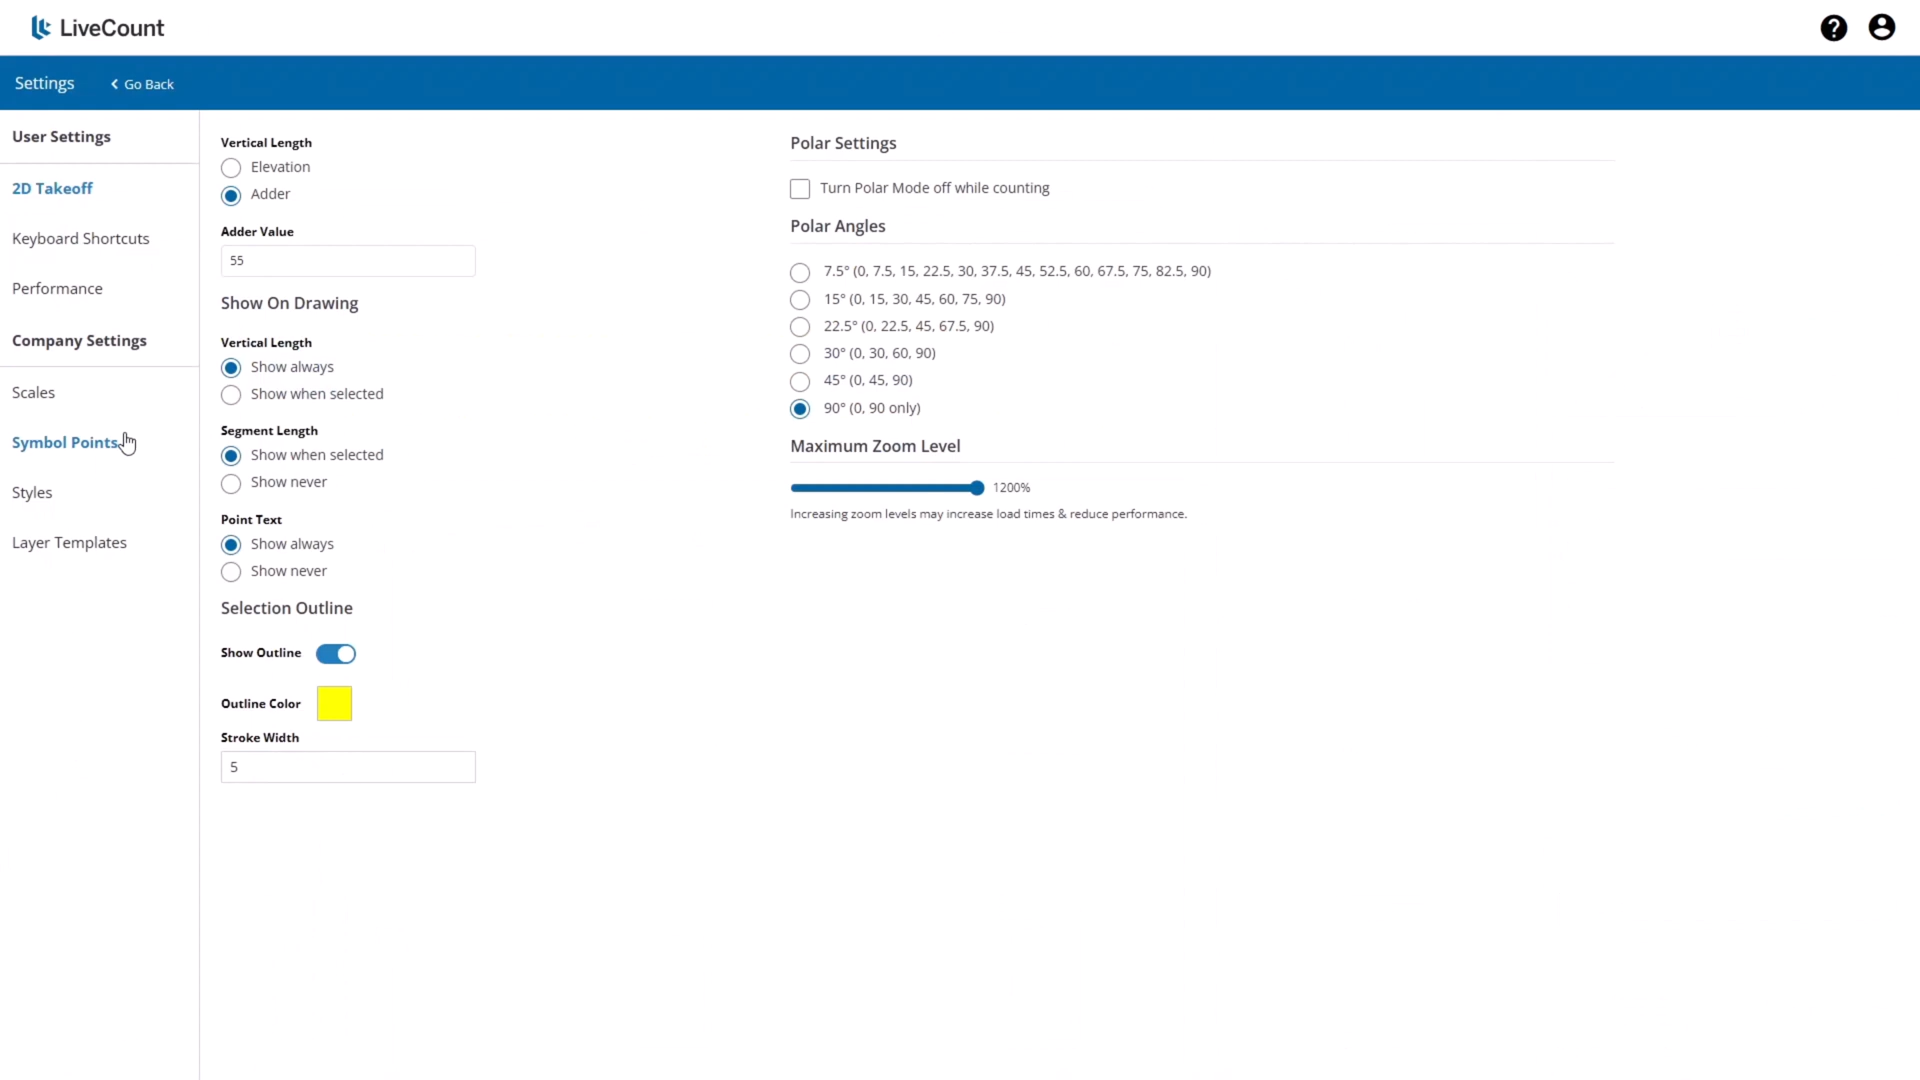 LiveCount
Settings
Go Back
User Settings
2D Takeoff
Keyboard Shortcuts
Performance
Company Settings
Scales
Symbol Points
Styles
Layer Templates
Vertical Length
Elevation
Adder
Adder Value
55
Show On Drawing
Vertical Length
Show always
Show when selected
Segment Length
Show when selected
Show never
Point Text
Show always
Show never
Selection Outline
Show Outline
Outline Color
Stroke Width
5
Polar Settings
Turn Polar Mode off while counting
Polar Angles
7.5° (0, 7.5, 15, 22.5, 30, 37.5, 45, 52.5, 60, 67.5, 75, 82.5, 90)
15° (0, 15, 30, 45, 60, 75, 90)
22.5° (0, 22.5, 45, 67.5, 90)
30° (0, 30, 60, 90)
45° (0, 45, 90)
90° (0, 90 only)
Maximum Zoom Level
1200%
Increasing zoom levels may increase load times & reduce performance.